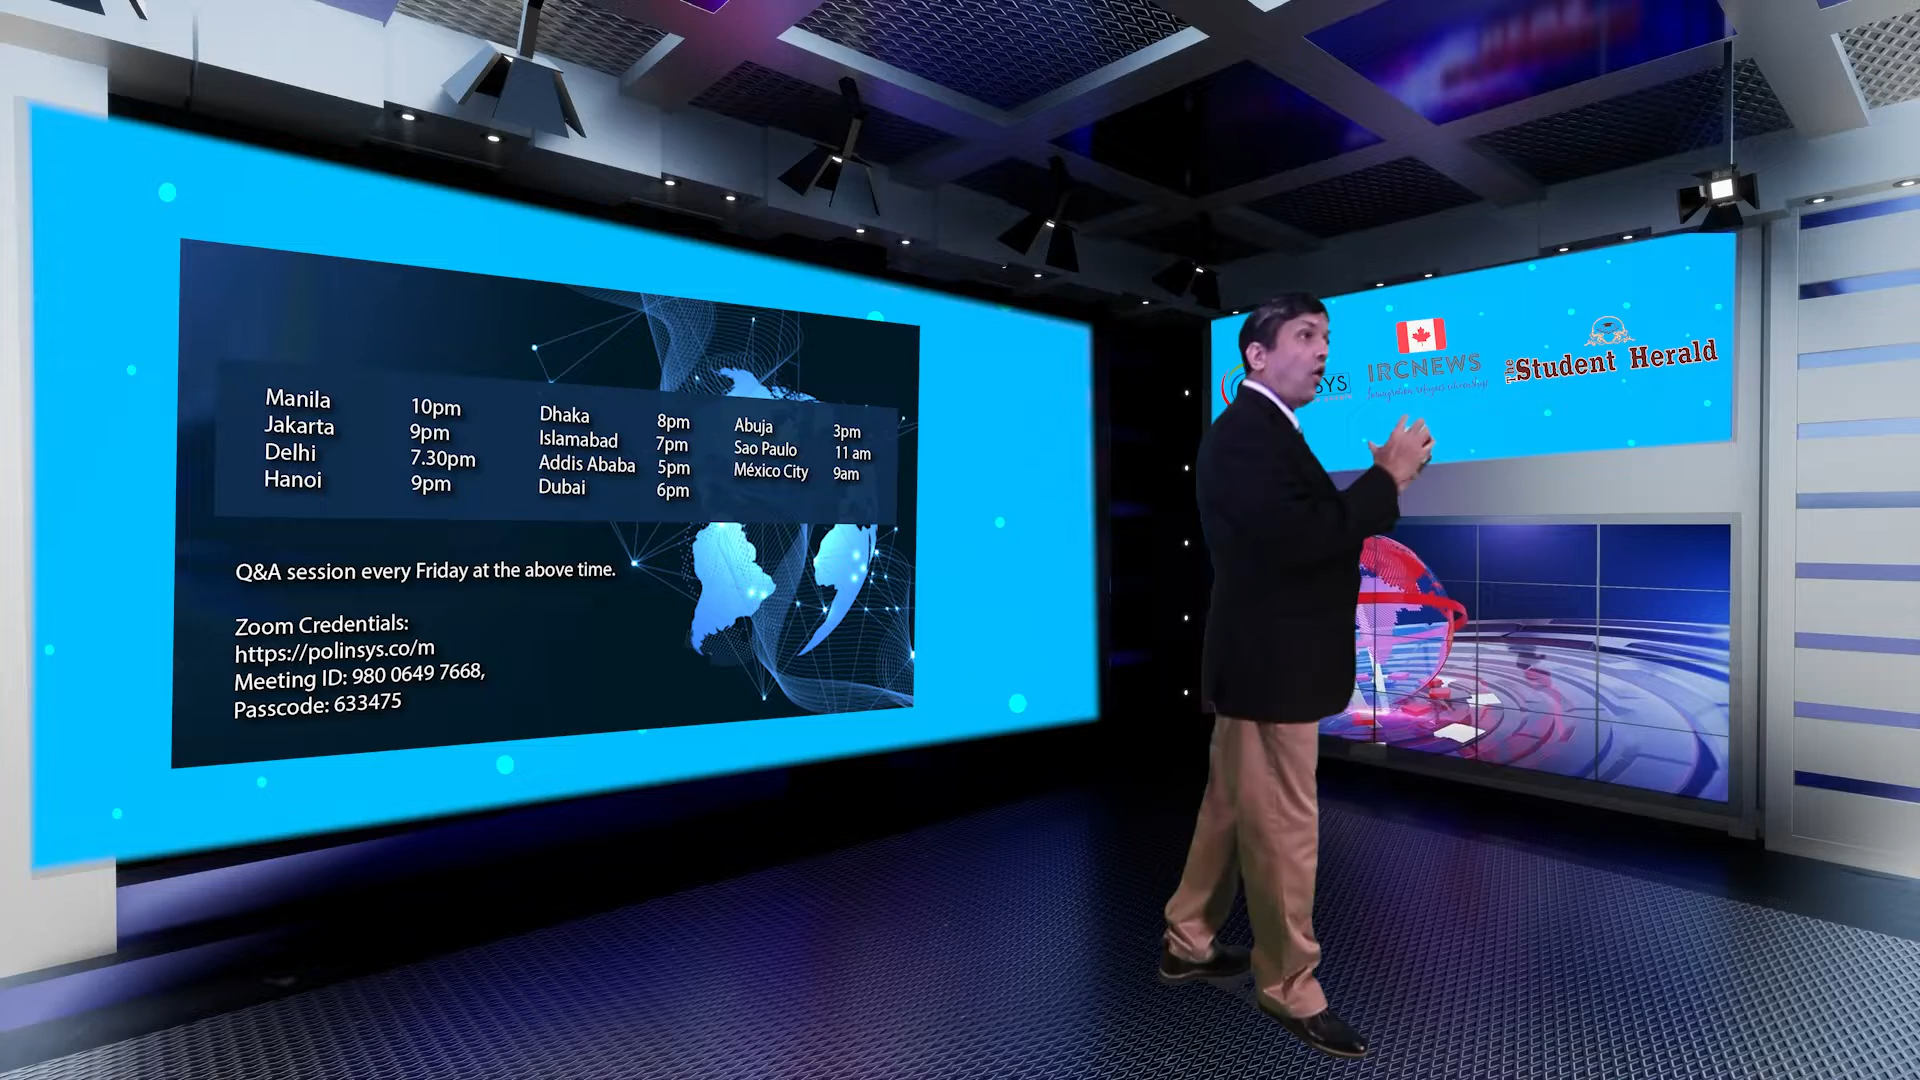 Manila 10pm
Jakarta 9pm
Delhi 7.30pm
Hanoi 9pm
Dhaka 8pm
Islamabad 7pm
Addis Ababa 5pm
Dubai 6pm
Abuja 3pm
Sao Paulo 11 am
México City 9am
Q&A session every Friday at the above time.
Zoom Credentials:
https://polinsys.co/m
Meeting ID: 980 0649 7668,
Passcode: 633475
SYS
IRCNEWS
The Student Herald